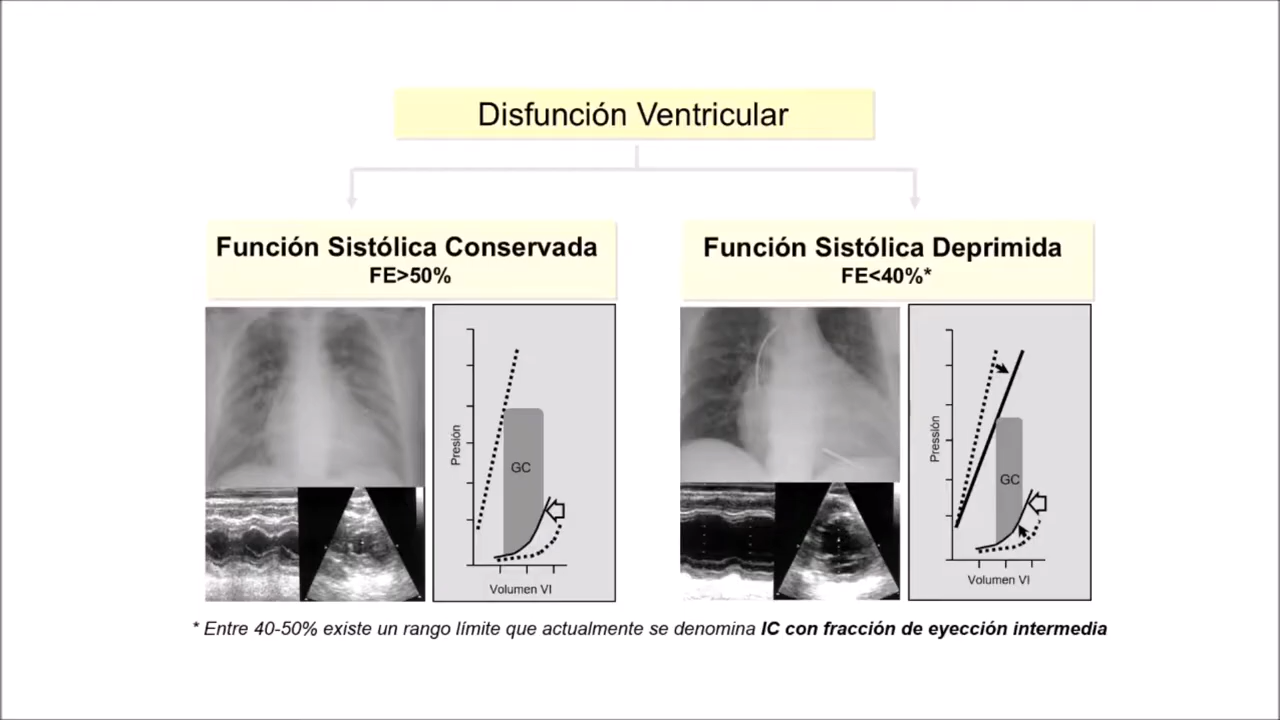 Disfunción Ventricular
Función Sistólica Conservada
FE>50%
Función Sistólica Deprimida
FE<40%*
Presión
GC
Volumen VI
Pressión
GC
Volumen VI
* Entre 40-50% existe un rango límite que actualmente se denomina IC con fracción de eyección intermedia